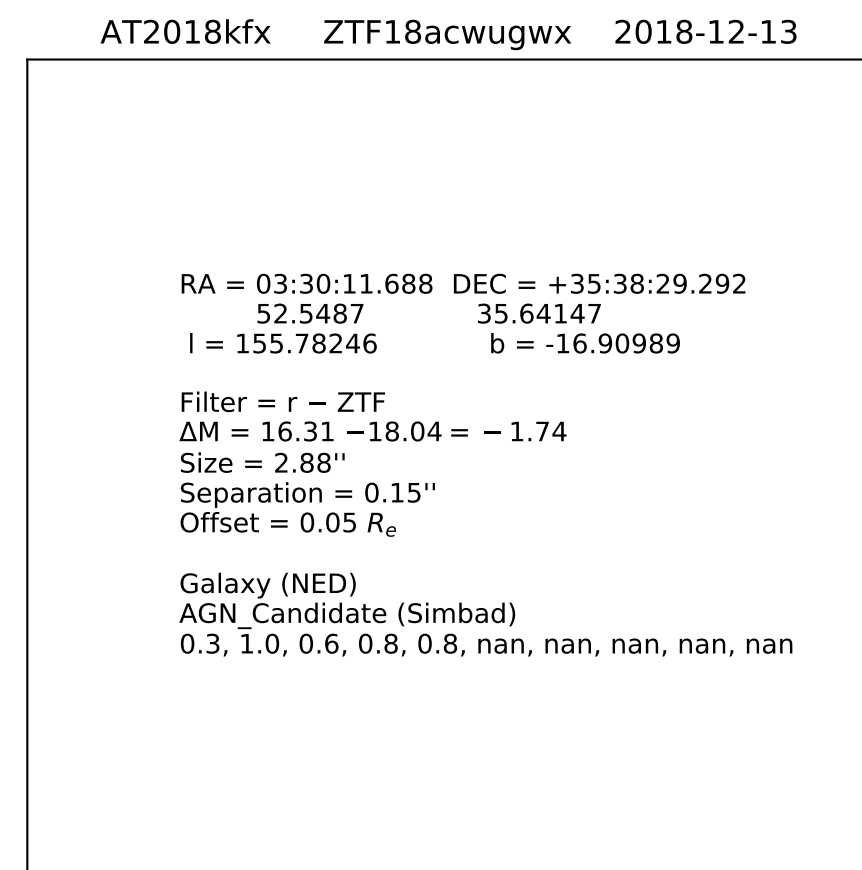 AT2018kfx ZTF18acwugwx 2018-12-13
RA = 03:30:11.688 DEC = +35:38:29.292
52.5487 35.64147
l = 155.78246 b = -16.90989
Filter = r − ZTF
ΔM = 16.31 −18.04 = − 1.74
Size = 2.88''
Separation = 0.15''
Offset = 0.05 Re
Galaxy (NED)
AGN_Candidate (Simbad)
0.3, 1.0, 0.6, 0.8, 0.8, nan, nan, nan, nan, nan